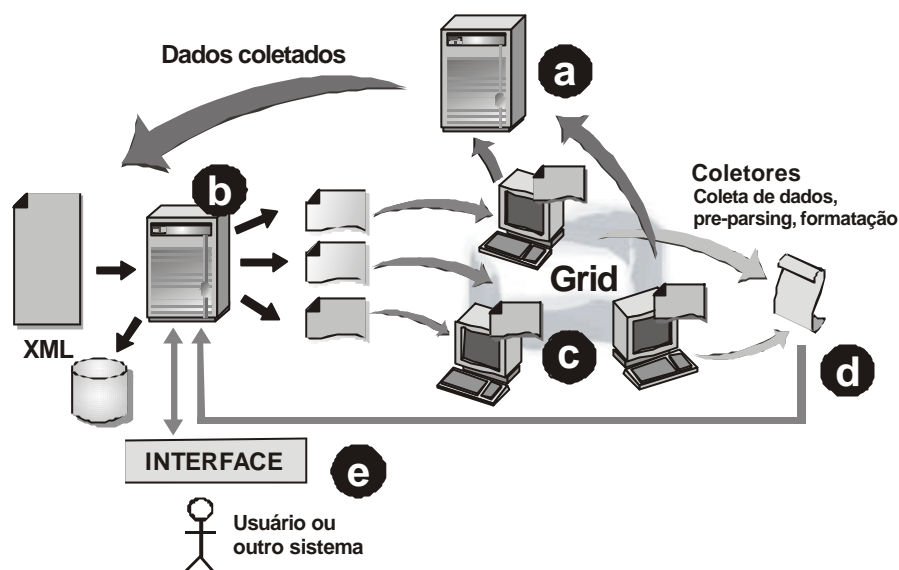 Dados coletados
a
b
Coletores
Coleta de dados,
pre-parsing, formatação
Grid
XML
c
d
INTERFACE
e
Usuário ou
outro sistema